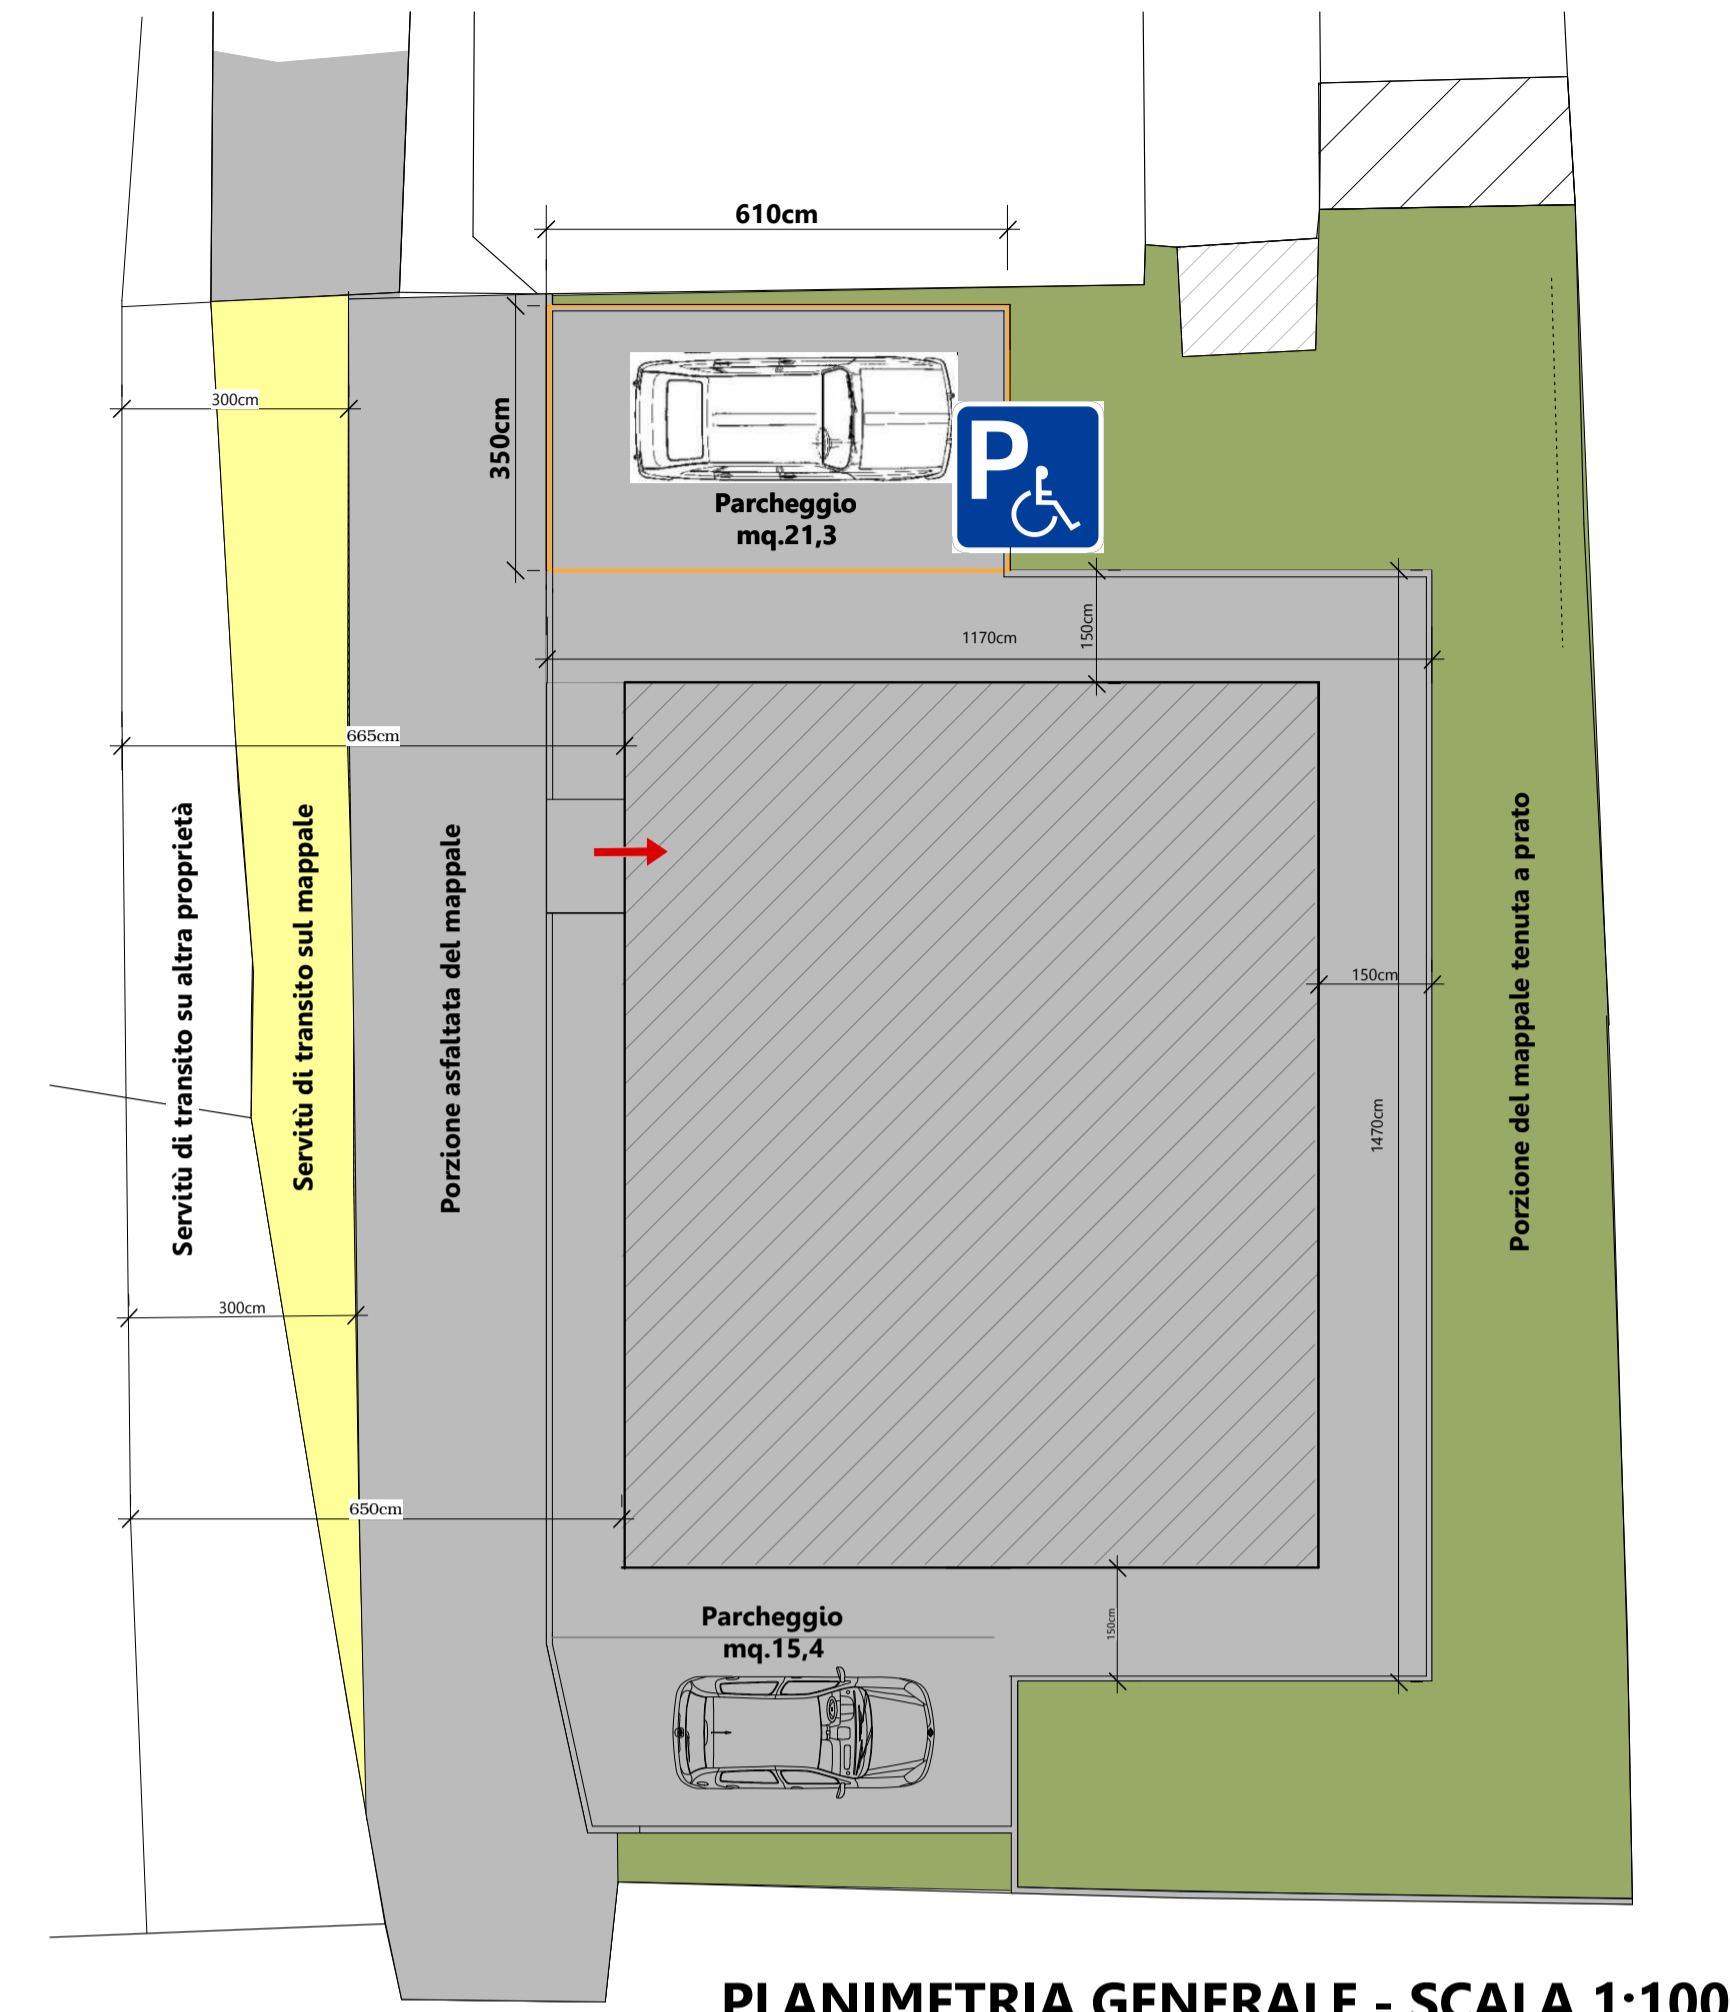 610cm
300cm
350cm
P
Parcheggio
mq.21,3
150cm
1170cm
665cm
Servitù di transito su altra proprietà
Servitù di transito sul mappale
Porzione asfaltata del mappale
Porzione del mappale tenuta a prato
150cm
1470cm
300cm
650cm
Parcheggio
mq.15,4
150cm
PLANIMETRIA GENERALE - SCALA 1:100